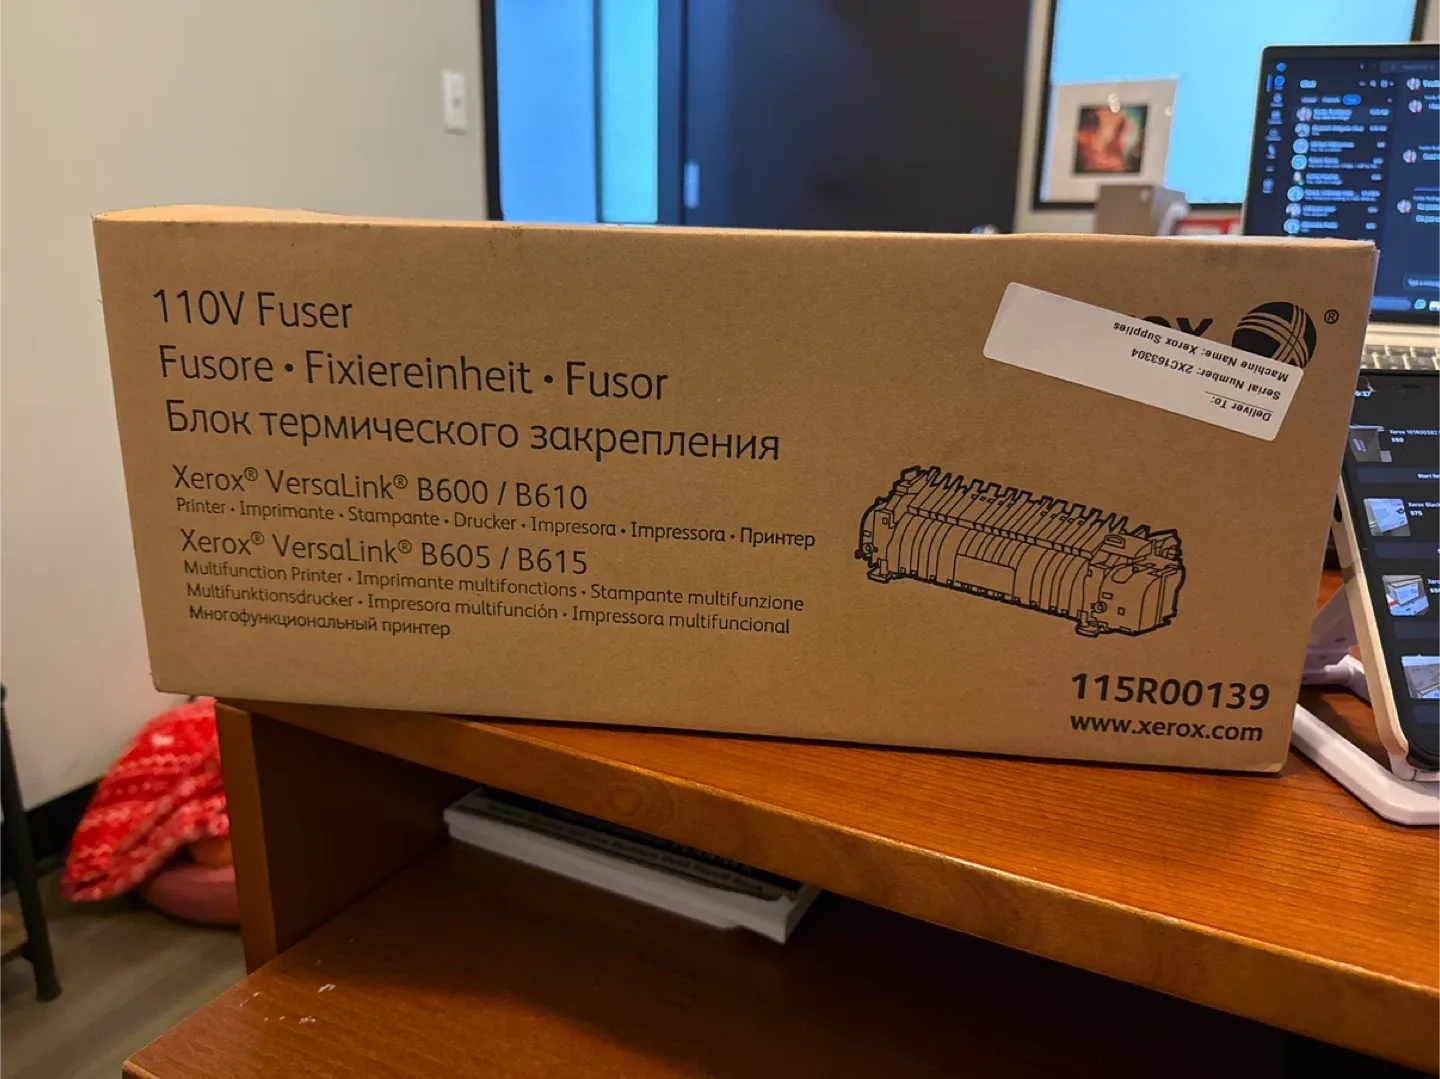 110V Fuser
Fusore • Fixiereinheit • Fusor
Блок термического закрепления
Xerox® VersaLink® B600 / B610
Printer • Imprimante • Stampante • Drucker • Impresora • Impressora • Принтер
Xerox® VersaLink® B605 / B615
Multifunction Printer • Imprimante multifonctions • Stampante multifunzione
Multifunktionsdrucker • Impresora multifunción • Impressora multifuncional
Многофункциональный принтер
®
Deliver To:
Serial Number: 2XC163304
Machine Name: Xerox Supplies
115R00139
www.xerox.com